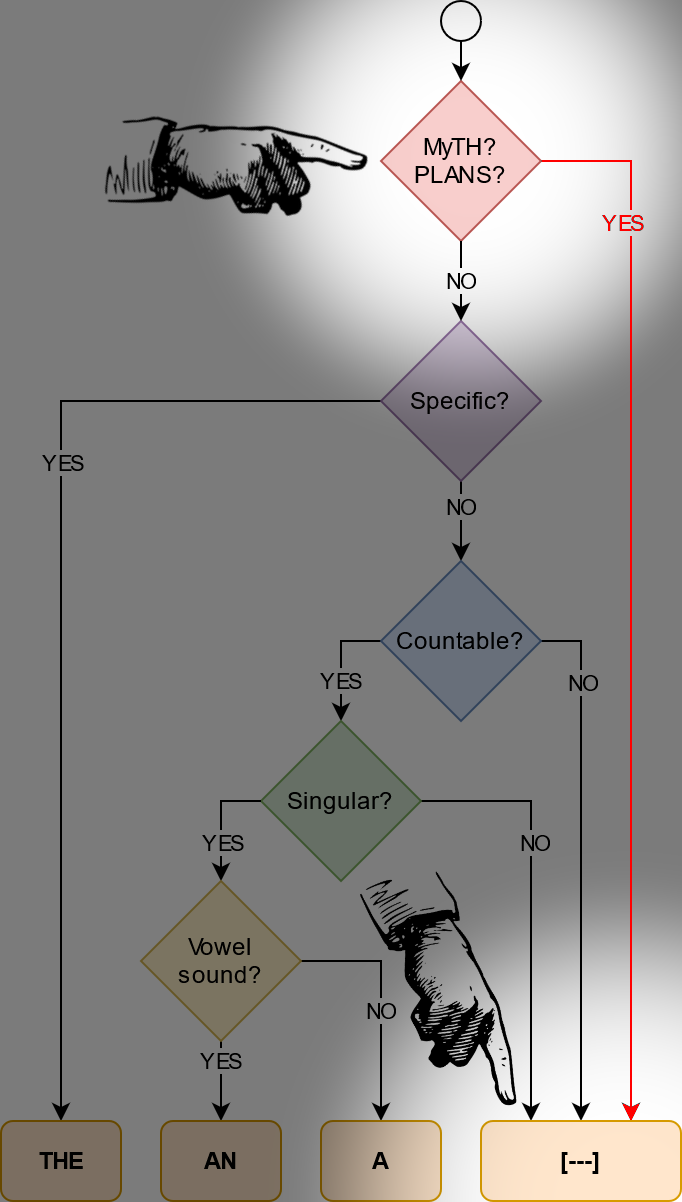 MyTH?
PLANS?
YES
NO
Specific?
YES
NO
Countable?
YES
NO
Singular?
YES
NO
Vowel
sound?
NO
YES
THE
AN
A
[---]